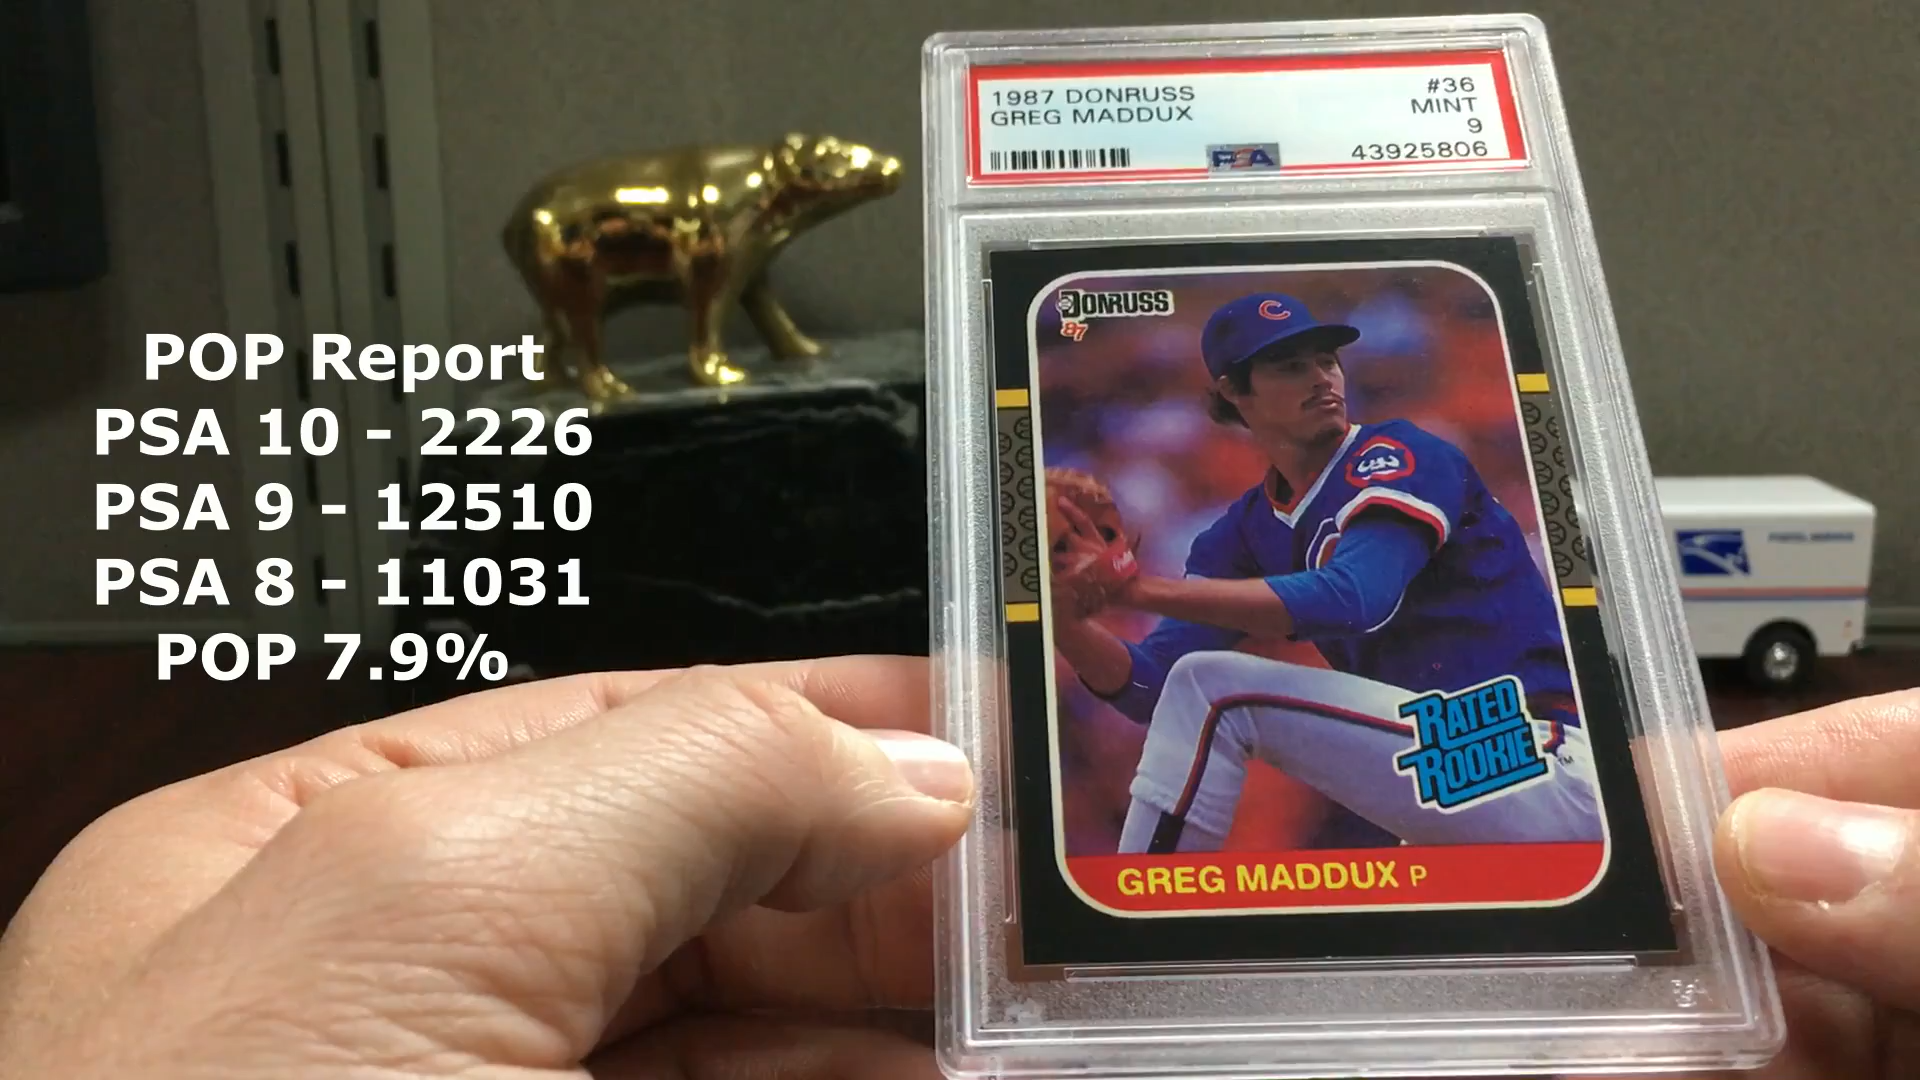 POP Report
PSA 10 - 2226
PSA 9 - 12510
PSA 8 - 11031
POP 7.9%
1987 DONRUSS #36
GREG MADDUX MINT
9
PSA 43925806
DONRUSS
87
C
RATED
ROOKIE
TM
GREG MADDUX P